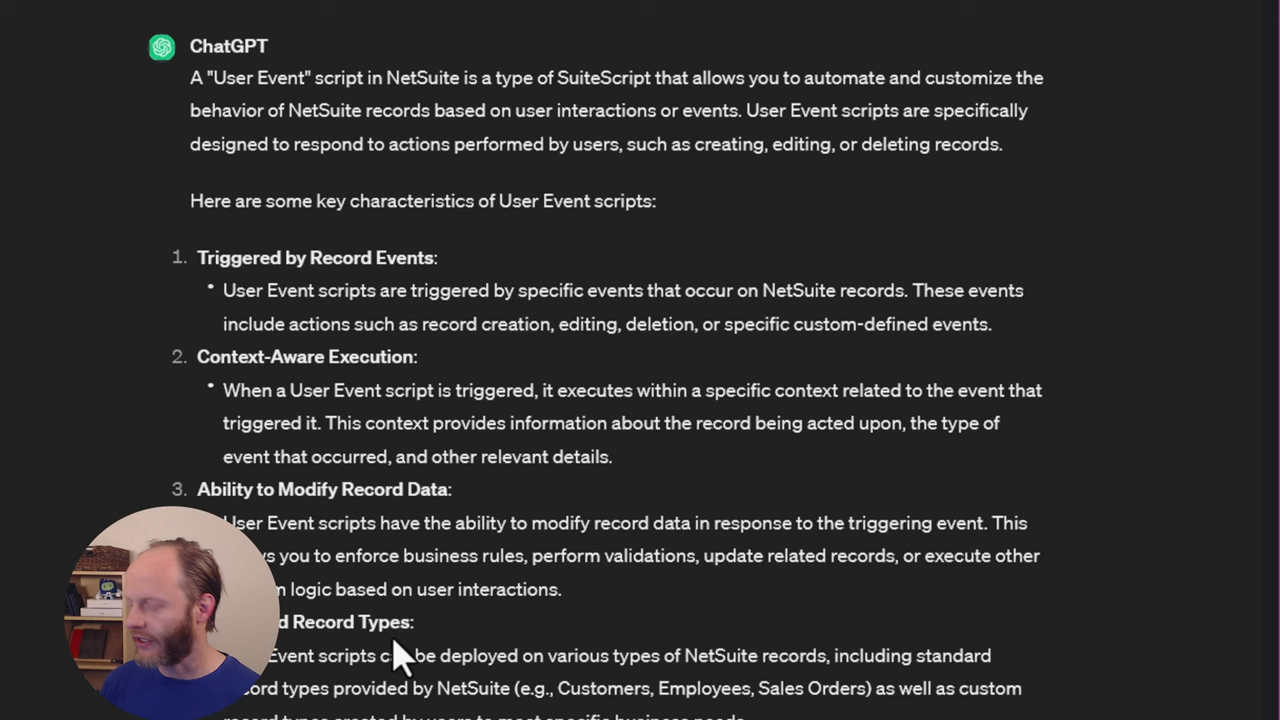 ChatGPT
A "User Event" script in NetSuite is a type of SuiteScript that allows you to automate and customize the
behavior of NetSuite records based on user interactions or events. User Event scripts are specifically
designed to respond to actions performed by users, such as creating, editing, or deleting records.
Here are some key characteristics of User Event scripts:
1. Triggered by Record Events:
• User Event scripts are triggered by specific events that occur on NetSuite records. These events
include actions such as record creation, editing, deletion, or specific custom-defined events.
2. Context-Aware Execution:
• When a User Event script is triggered, it executes within a specific context related to the event that
triggered it. This context provides information about the record being acted upon, the type of
event that occurred, and other relevant details.
3. Ability to Modify Record Data:
User Event scripts have the ability to modify record data in response to the triggering event. This
you to enforce business rules, perform validations, update related records, or execute other
logic based on user interactions.
Record Types:
Event scripts be deployed on various types of NetSuite records, including standard
types provided by NetSuite (e.g., Customers, Employees, Sales Orders) as well as custom
record types created by users to meet specific business needs.